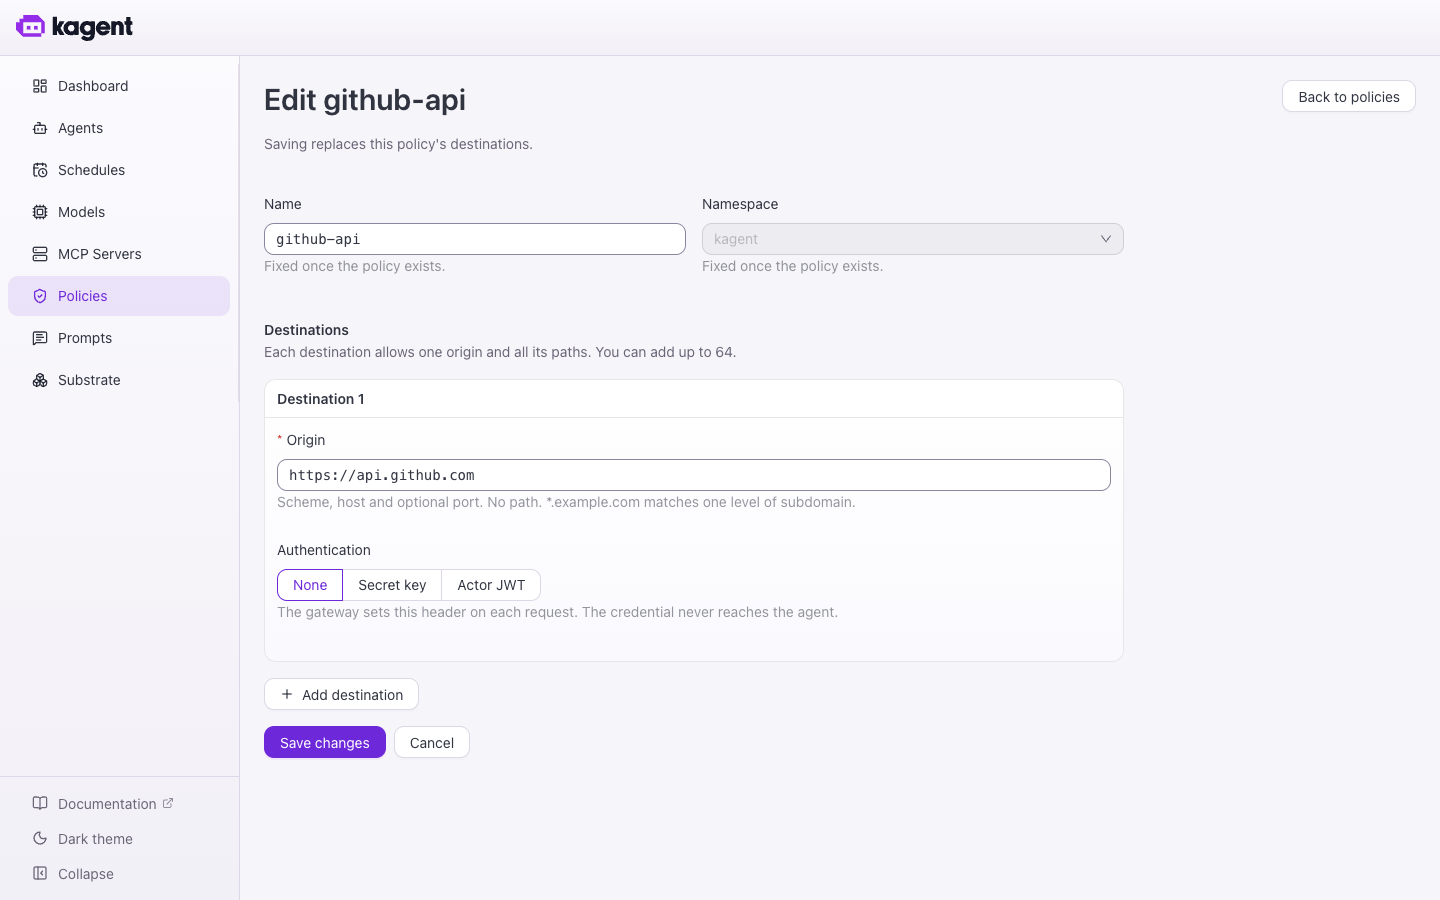 kagent
Dashboard
Agents
Schedules
Models
MCP Servers
Policies
Prompts
Substrate
Documentation
Dark theme
Collapse
Edit github-api
Back to policies
Saving replaces this policy's destinations.
Name
Namespace
github-api
kagent
Fixed once the policy exists.
Fixed once the policy exists.
Destinations
Each destination allows one origin and all its paths. You can add up to 64.
Destination 1
* Origin
https://api.github.com
Scheme, host and optional port. No path. *.example.com matches one level of subdomain.
Authentication
None
Secret key
Actor JWT
The gateway sets this header on each request. The credential never reaches the agent.
+ Add destination
Save changes
Cancel